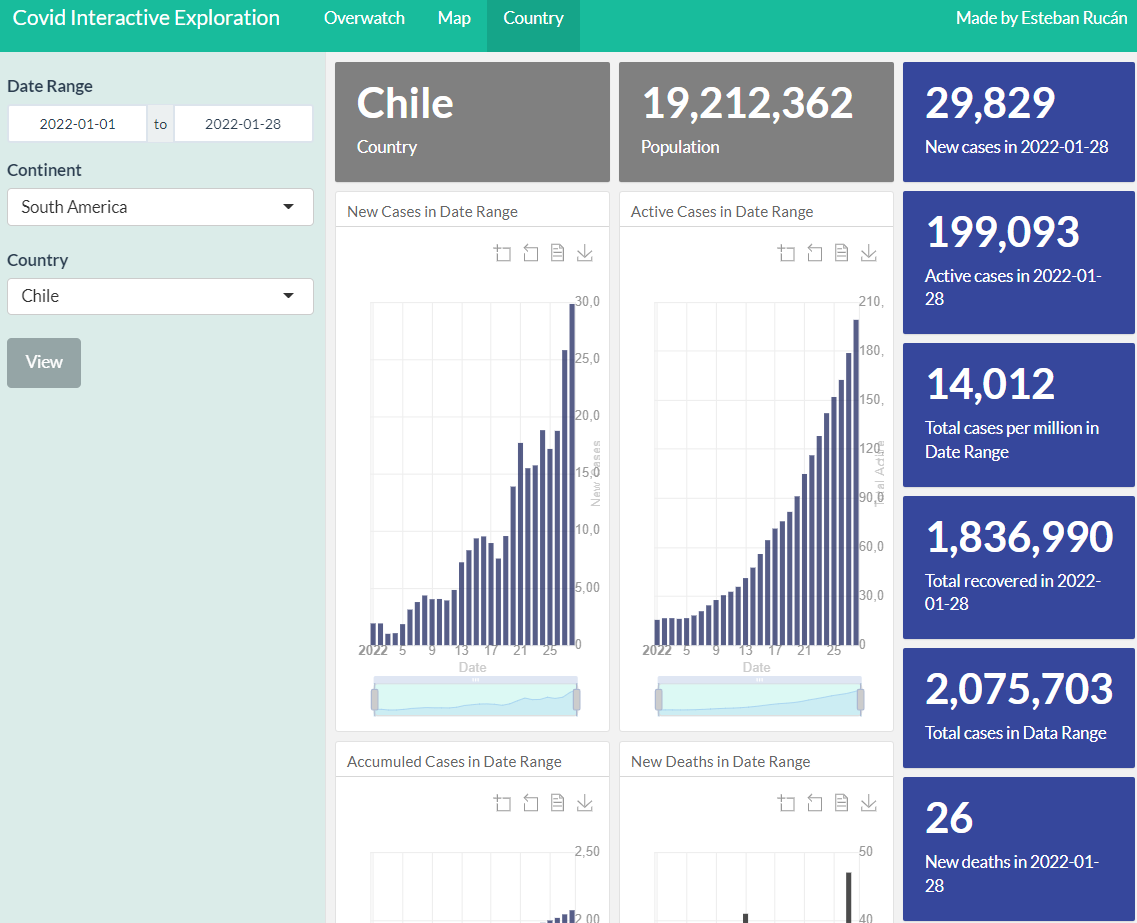 Covid Interactive Exploration
Overwatch
Map
Country
Made by Esteban Rucán
Date Range
2022-01-01
to
2022-01-28
Continent
South America
Country
Chile
View
Chile
Country
19,212,362
Population
29,829
New cases in 2022-01-28
199,093
Active cases in 2022-01-
28
14,012
Total cases per million in
Date Range
1,836,990
Total recovered in 2022-
01-28
2,075,703
Total cases in Data Range
26
New deaths in 2022-01-
28
New Cases in Date Range
30,0
25,0
20,0
15,0
10,0
5,00
0
New Cases
2022 5 9 13 17 21 25
Date
Active Cases in Date Range
210,
180,
150,
120,
90,0
60,0
30,0
0
Total Active
2022 5 9 13 17 21 25
Date
Accumuled Cases in Date Range
2,50
2,00
New Deaths in Date Range
50
40